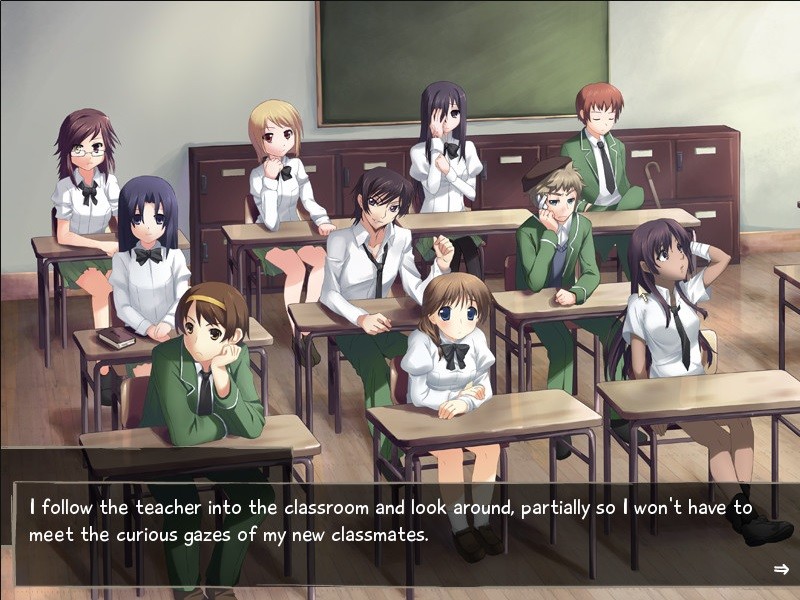 I follow the teacher into the classroom and look around, partially so I won't have to
meet the curious gazes of my new classmates.